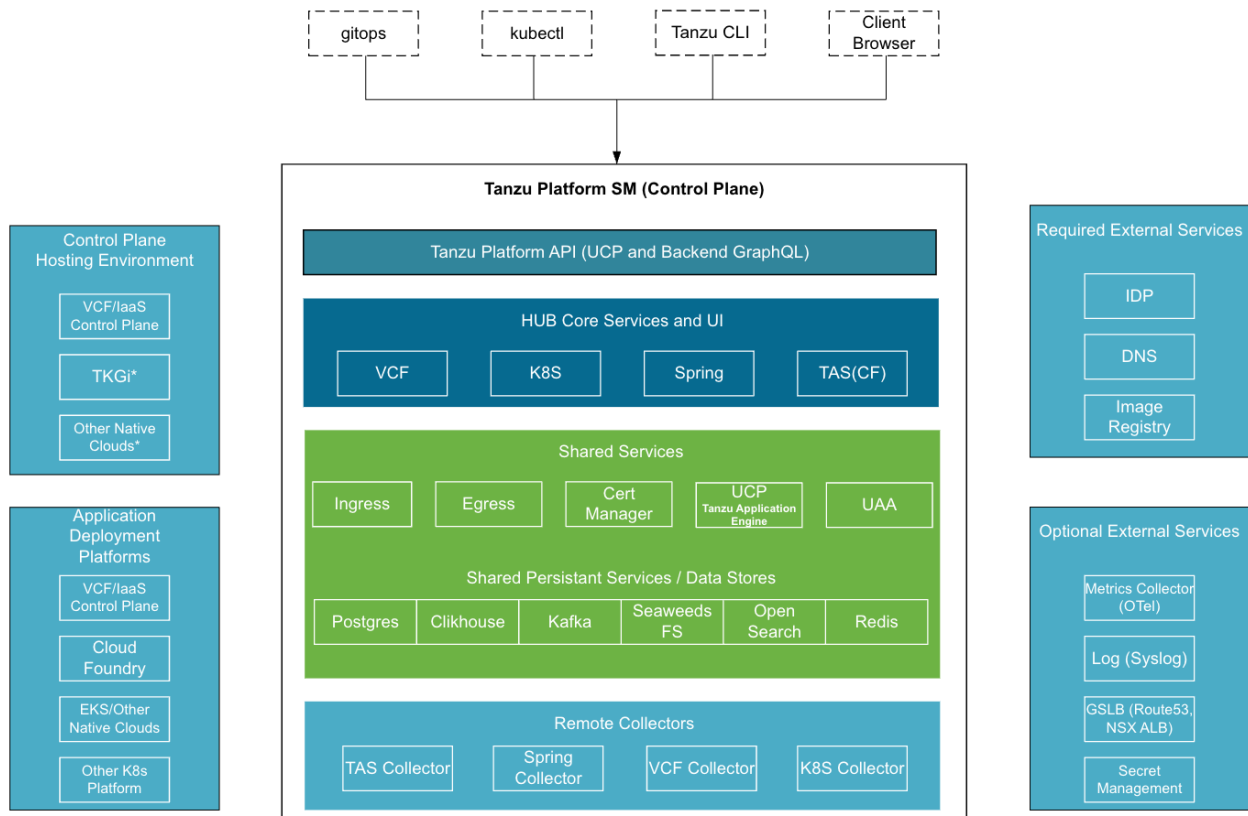 gitops
kubectl
Tanzu CLI
Client
Browser
Tanzu Platform SM (Control Plane)
Tanzu Platform API (UCP and Backend GraphQL)
HUB Core Services and UI
VCF
K8S
Spring
TAS(CF)
Shared Services
Ingress
Egress
Cert
Manager
UCP
Tanzu Application
Engine
UAA
Shared Persistant Services / Data Stores
Postgres
Clikhouse
Kafka
Seaweeds
FS
Open
Search
Redis
Remote Collectors
TAS Collector
Spring
Collector
VCF Collector
K8S Collector
Control Plane
Hosting Environment
VCF/IaaS
Control Plane
TKGi*
Other Native
Clouds*
Application
Deployment
Platforms
VCF/IaaS
Control Plane
Cloud
Foundry
EKS/Other
Native Clouds
Other K8s
Platform
Required External Services
IDP
DNS
Image
Registry
Optional External Services
Metrics Collector
(OTel)
Log (Syslog)
GSLB (Route53,
NSX ALB)
Secret
Management